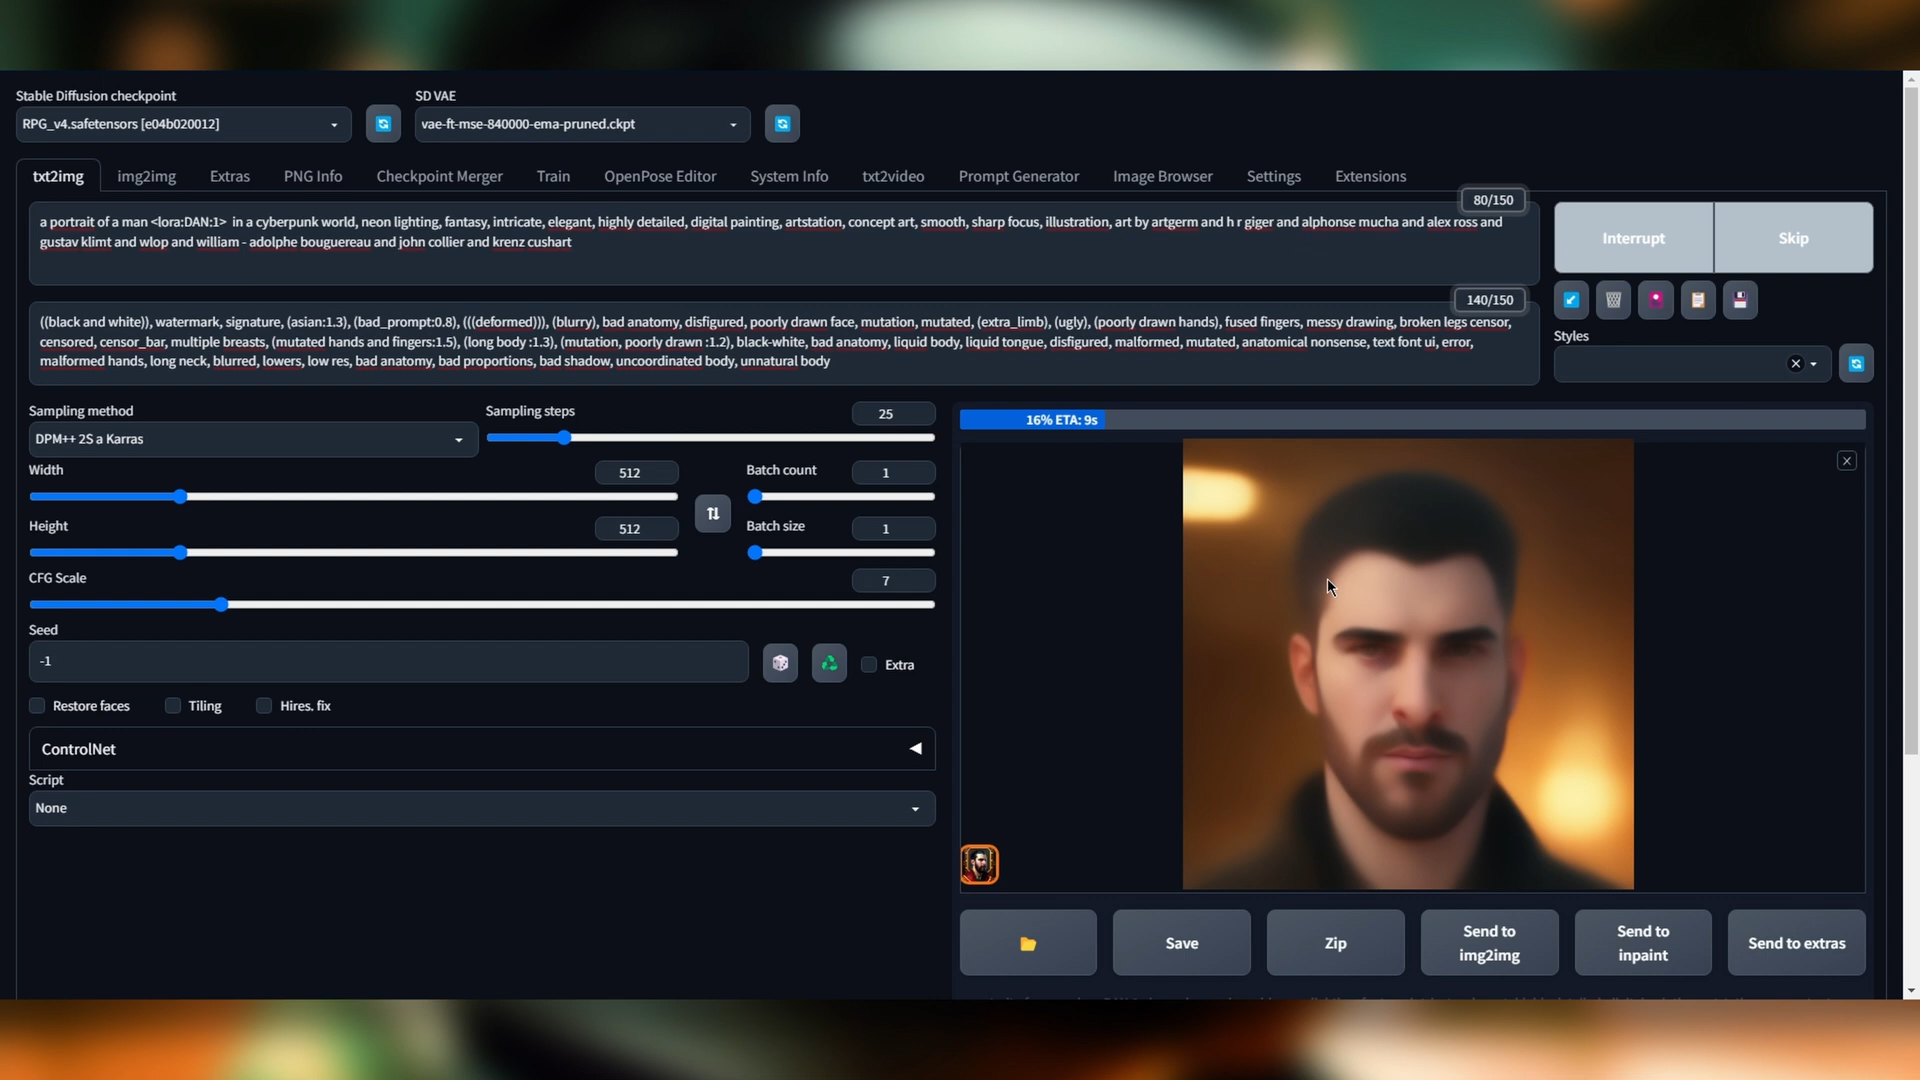 Stable Diffusion checkpoint
SD VAE
RPG_v4.safetensors [e04b020012]
vae-ft-mse-840000-ema-pruned.ckpt
txt2img img2img Extras PNG Info Checkpoint Merger Train OpenPose Editor System Info txt2video Prompt Generator Image Browser Settings Extensions
80/150
a portrait of a man <lora:DAN:1>  in a cyberpunk world, neon lighting, fantasy, intricate, elegant, highly detailed, digital painting, artstation, concept art, smooth, sharp focus, illustration, art by artgerm and h r giger and alphonse mucha and alex ross and
gustav klimt and wlop and william - adolphe bouguereau and john collier and krenz cushart
Interrupt
Skip
140/150
((black and white)), watermark, signature, (asian:1.3), (bad_prompt:0.8), (((deformed))), (blurry), bad anatomy, disfigured, poorly drawn face, mutation, mutated, (extra_limb), (ugly), (poorly drawn hands), fused fingers, messy drawing, broken legs censor,
censored, censor_bar, multiple breasts, (mutated hands and fingers:1.5), (long body :1.3), (mutation, poorly drawn :1.2), black-white, bad anatomy, liquid body, liquid tongue, disfigured, malformed, mutated, anatomical nonsense, text font ui, error,
malformed hands, long neck, blurred, lowers, low res, bad anatomy, bad proportions, bad shadow, uncoordinated body, unnatural body
Styles
Sampling method
DPM++ 2S a Karras
Sampling steps
25
16% ETA: 9s
Width
512
Batch count
1
Height
512
Batch size
1
CFG Scale
7
Seed
-1
Extra
Restore faces
Tiling
Hires. fix
ControlNet
Script
None
Save
Zip
Send to
img2img
Send to
inpaint
Send to extras